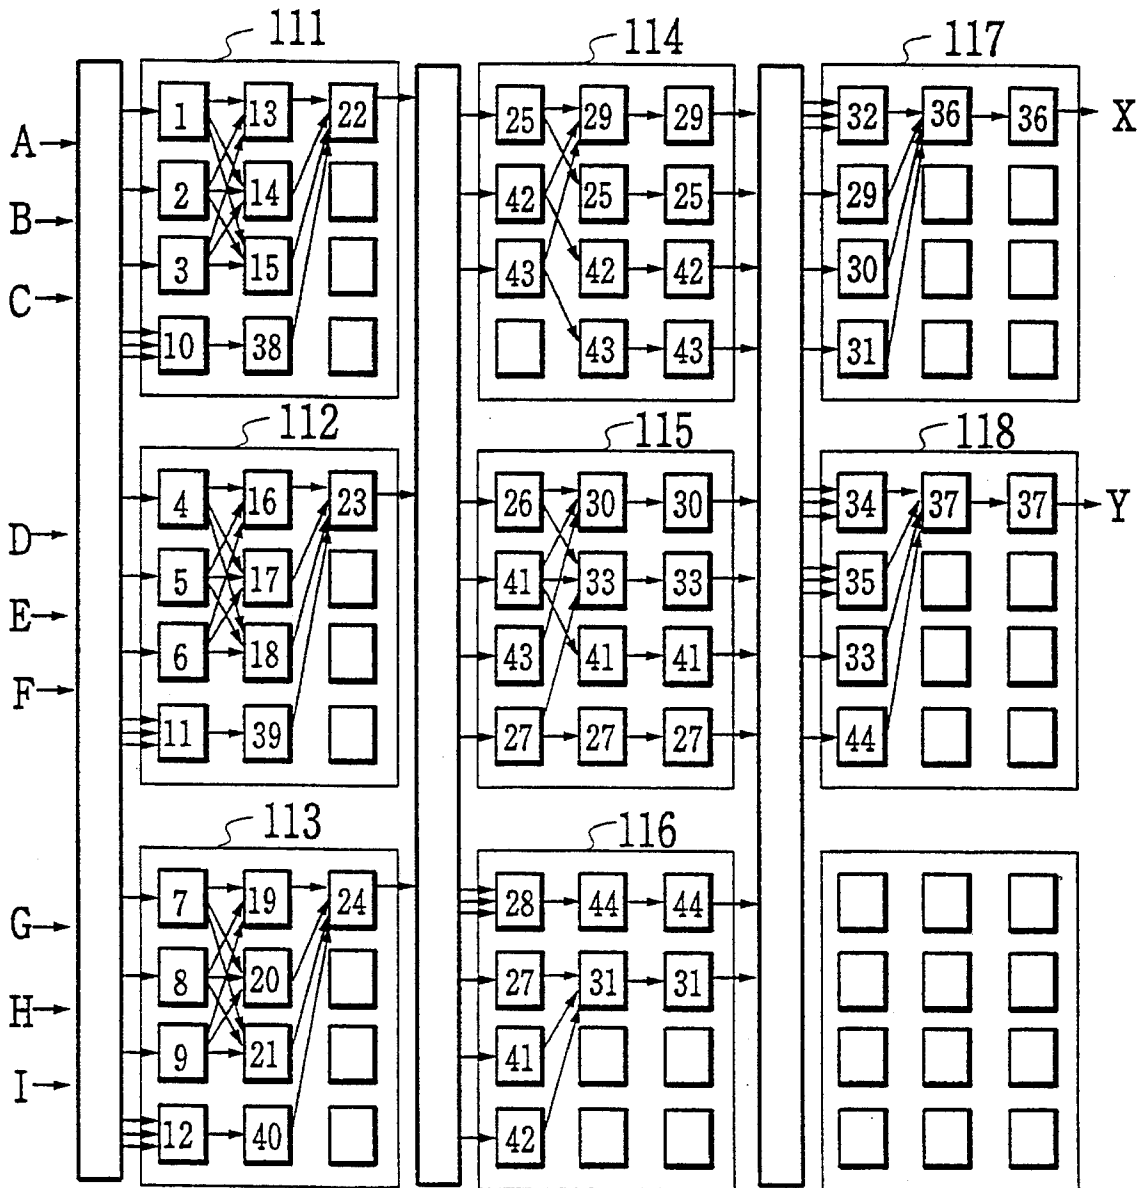 111 114 117
1 13 22 25 29 29 32 36 36 X
A
2 14 42 25 25 29
B
3 15 43 42 42 30
C
10 38 43 43 31
112 115 118
4 16 23 26 30 30 34 37 37 Y
D
5 17 41 33 33 35
E
6 18 43 41 41 33
F
11 39 27 27 27 44
113 116
7 19 24 28 44 44
G
8 20 27 31 31
H
9 21 41
I
12 40 42